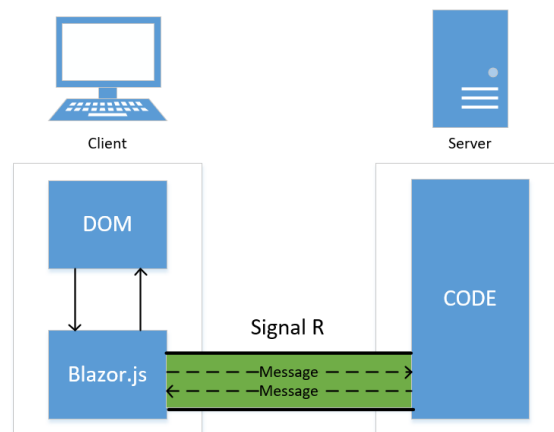 Client
Server
DOM
CODE
Signal R
Blazor.js
Message
Message